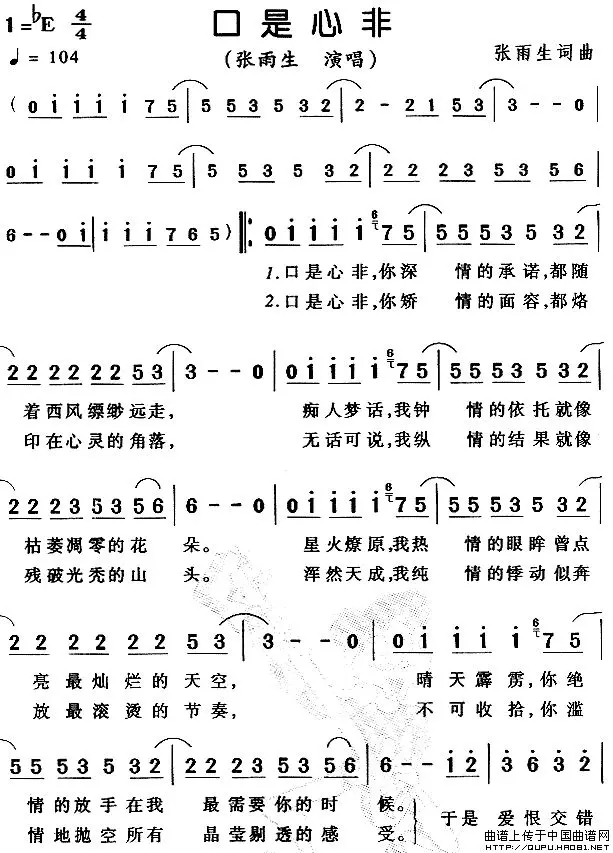 1=♭E 4/4
口是心非
♩= 104
(张雨生 演唱)
张雨生词曲
( 0 i i i i 7 5 | 5 5 3 5 3 2 | 2 - 2 1 5 3 | 3 - - 0 |
0 i i i i 7 5 | 5 5 3 5 3 2 | 2 2 2 3 5 3 5 6 |
6 - - 0 i | i i i 7 6 5 ) ‖: 0 i i i i 6 7 5 | 5 5 5 3 5 3 2 |
1.口是心非,你深 情的承诺,都随
2.口是心非,你矫 情的面容,都烙
2 2 2 2 2 2 5 3 | 3 - - 0 | 0 i i i i 6 7 5 | 5 5 5 3 5 5 3 2 |
着西风缥缈远走, 痴人梦话,我钟 情的依托就像
印在心灵的角落, 无话可说,我纵 情的结果就像
2 2 2 3 5 3 5 6 | 6 - - 0 | 0 i i i i 6 7 5 | 5 5 5 3 5 5 3 2 |
枯萎凋零的花 朵。 星火燎原,我热 情的眼眸曾点
残破光秃的山 头。 浑然天成,我纯 情的悸动似奔
2 2 2 2 2 5 3 | 3 - - 0 | 0 i i i i 6 7 5 |
亮最灿烂的天空, 晴天霹雳,你绝
放最滚烫的节奏, 不可收拾,你滥
5 5 5 3 5 3 2 | 2 2 2 3 5 3 5 6 | 6 - - i 2 | 3 6 3 2 |
情的放手在我 最需要你的时 候。 于是 爱恨交错
情地抛空所有 晶莹剔透的感 受。
曲谱上传于中国曲谱网
HTTP://QUPU.HAO81.NET